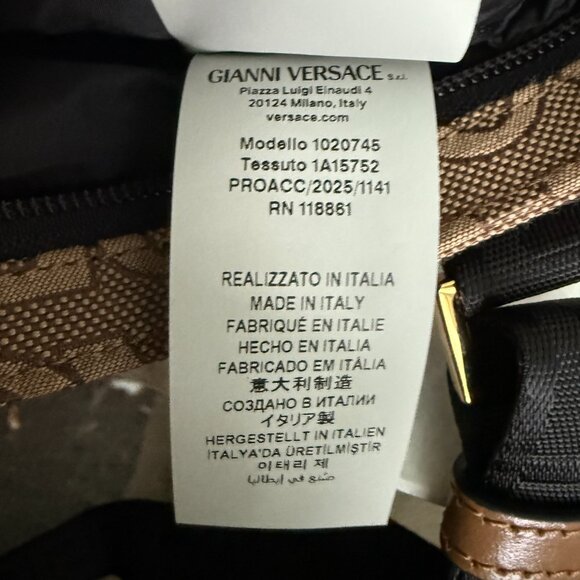 GIANNI VERSACE s.r.l.
Piazza Luigi Einaudi 4
20124 Milano, Italy
versace.com
Modello 1020745
Tessuto 1A15752
PROACC/2025/1141
RN 118861
REALIZZATO IN ITALIA
MADE IN ITALY
FABRIQUÉ EN ITALIE
HECHO EN ITALIA
FABRICADO EM ITÁLIA
意大利制造
СОЗДАНО В ИТАЛИИ
イタリア製
HERGESTELLT IN ITALIEN
İTALYA'DA ÜRETİLMİŞTİR
이태리 제
صنع في إيطاليا